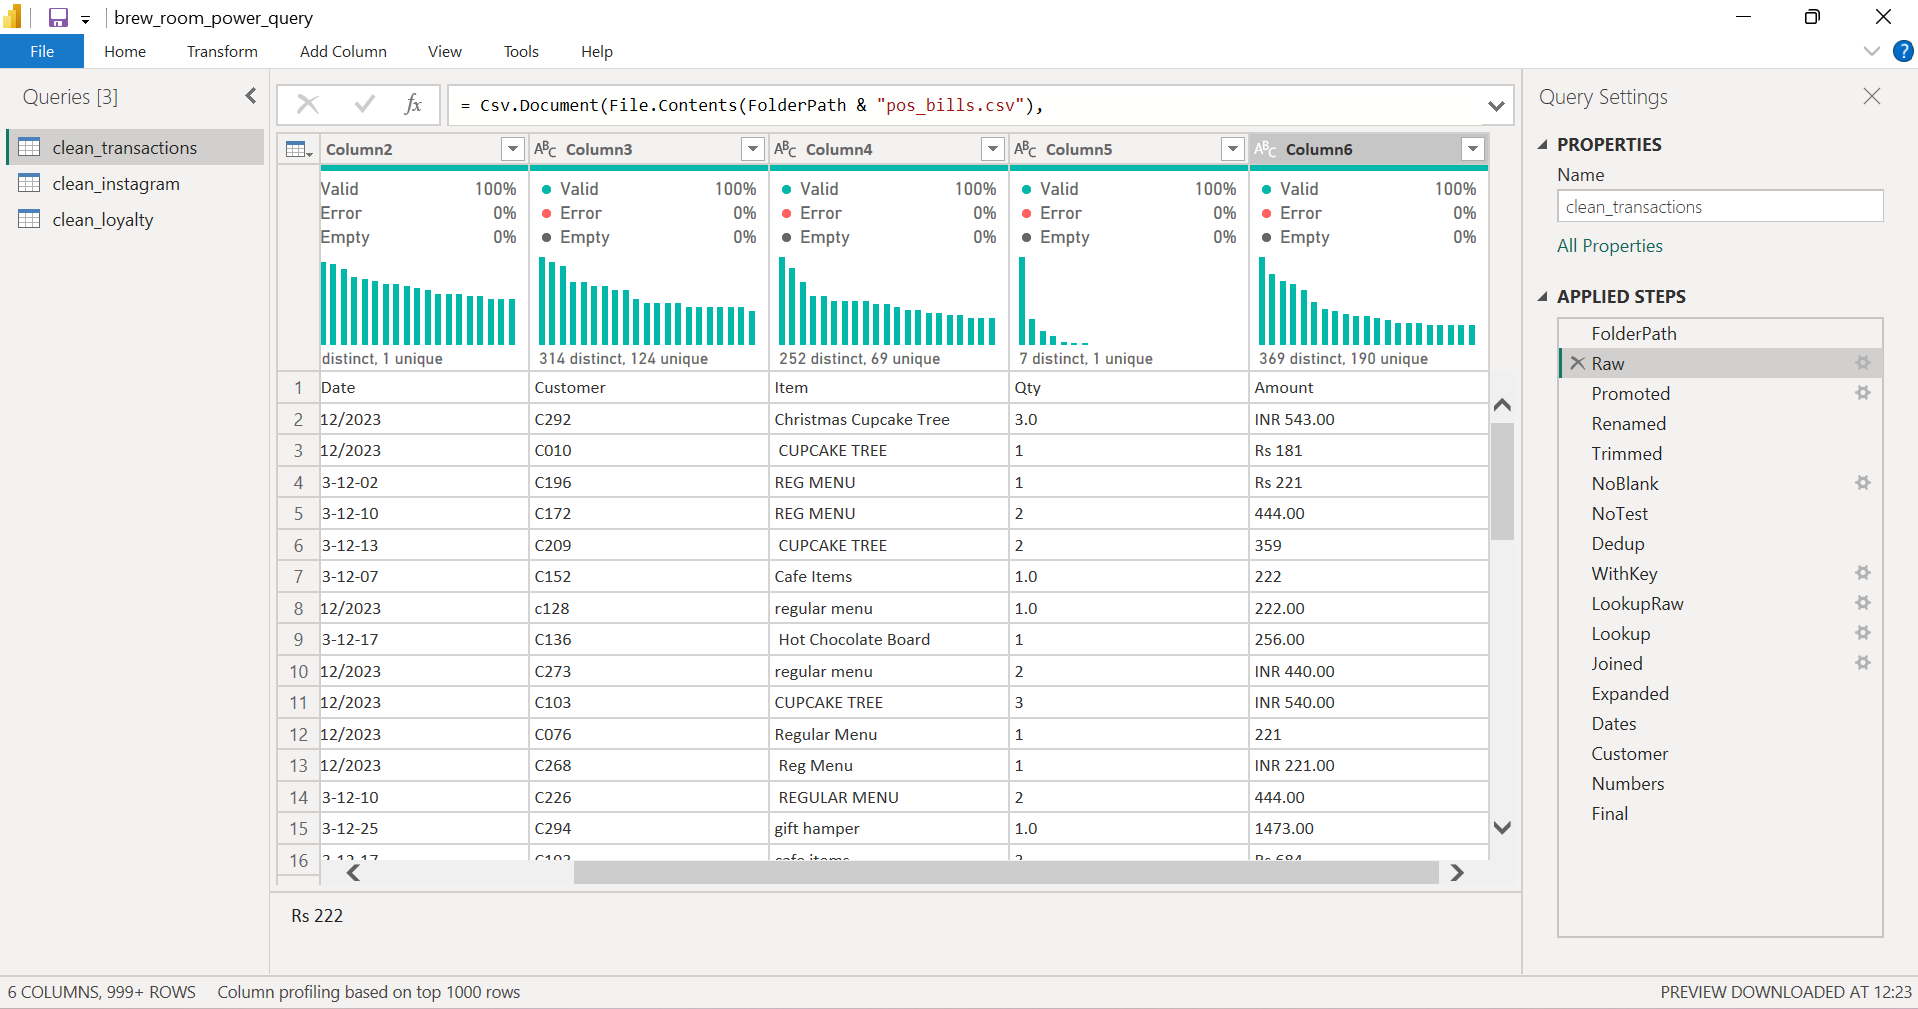 brew_room_power_query
File Home Transform Add Column View Tools Help ?
Queries [3]
clean_transactions
clean_instagram
clean_loyalty
fx = Csv.Document(File.Contents(FolderPath & "pos_bills.csv"),
Column2 ABC Column3 ABC Column4 ABC Column5 ABC Column6
Valid 100% Valid 100% Valid 100% Valid 100% Valid 100%
Error 0% Error 0% Error 0% Error 0% Error 0%
Empty 0% Empty 0% Empty 0% Empty 0% Empty 0%
distinct, 1 unique 314 distinct, 124 unique 252 distinct, 69 unique 7 distinct, 1 unique 369 distinct, 190 unique
1 Date Customer Item Qty Amount
2 12/2023 C292 Christmas Cupcake Tree 3.0 INR 543.00
3 12/2023 C010 CUPCAKE TREE 1 Rs 181
4 3-12-02 C196 REG MENU 1 Rs 221
5 3-12-10 C172 REG MENU 2 444.00
6 3-12-13 C209 CUPCAKE TREE 2 359
7 3-12-07 C152 Cafe Items 1.0 222
8 12/2023 c128 regular menu 1.0 222.00
9 3-12-17 C136 Hot Chocolate Board 1 256.00
10 12/2023 C273 regular menu 2 INR 440.00
11 12/2023 C103 CUPCAKE TREE 3 INR 540.00
12 12/2023 C076 Regular Menu 1 221
13 12/2023 C268 Reg Menu 1 INR 221.00
14 3-12-10 C226 REGULAR MENU 2 444.00
15 3-12-25 C294 gift hamper 1.0 1473.00
16 3-12-17 cafe items Rs 684
Rs 222
Query Settings
PROPERTIES
Name
clean_transactions
All Properties
APPLIED STEPS
FolderPath
Raw
Promoted
Renamed
Trimmed
NoBlank
NoTest
Dedup
WithKey
LookupRaw
Lookup
Joined
Expanded
Dates
Customer
Numbers
Final
6 COLUMNS, 999+ ROWS Column profiling based on top 1000 rows PREVIEW DOWNLOADED AT 12:23